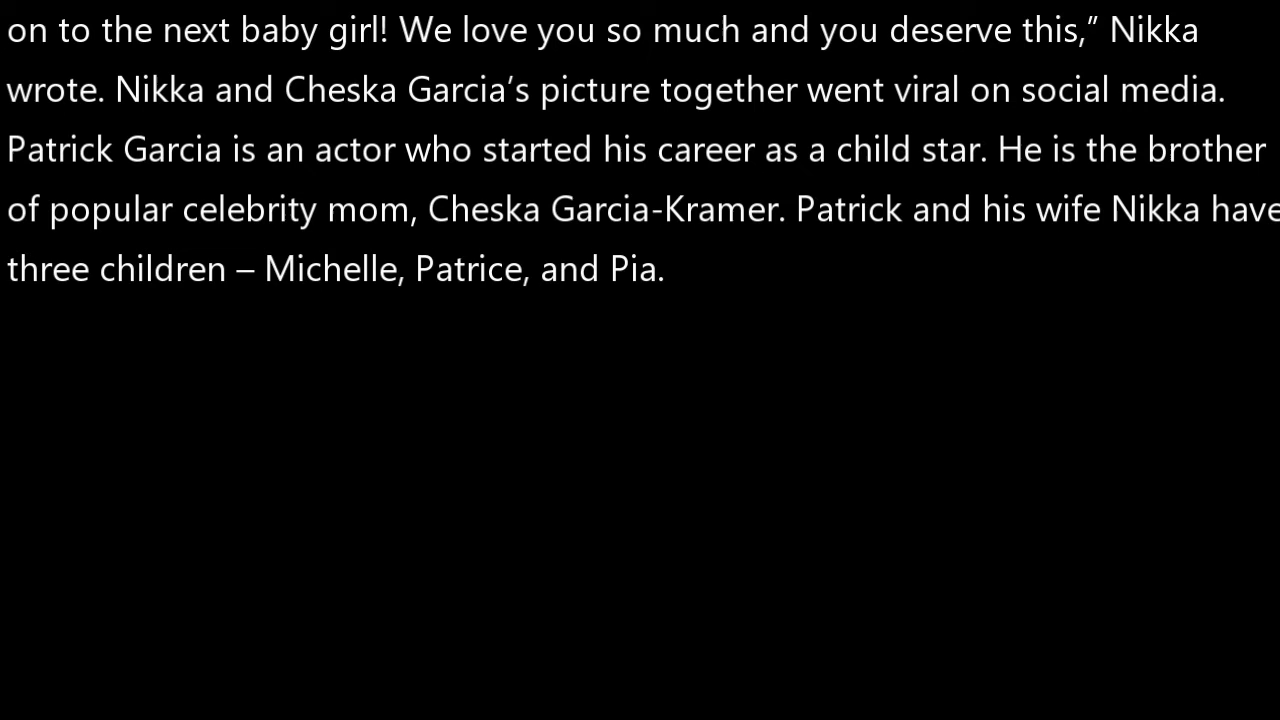 on to the next baby girl! We love you so much and you deserve this,” Nikka
wrote. Nikka and Cheska Garcia’s picture together went viral on social media.
Patrick Garcia is an actor who started his career as a child star. He is the brother
of popular celebrity mom, Cheska Garcia-Kramer. Patrick and his wife Nikka have
three children – Michelle, Patrice, and Pia.